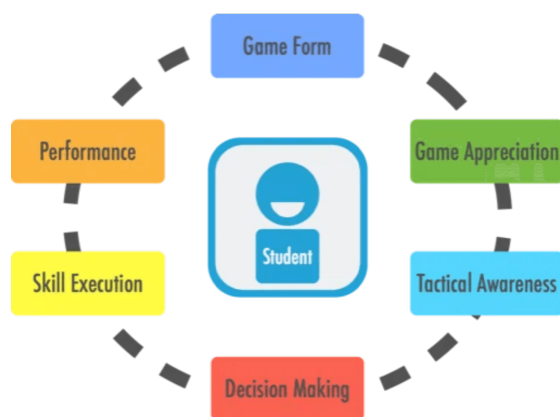 Game Form
Performance
Game Appreciation
Student
Skill Execution
Tactical Awareness
Decision Making